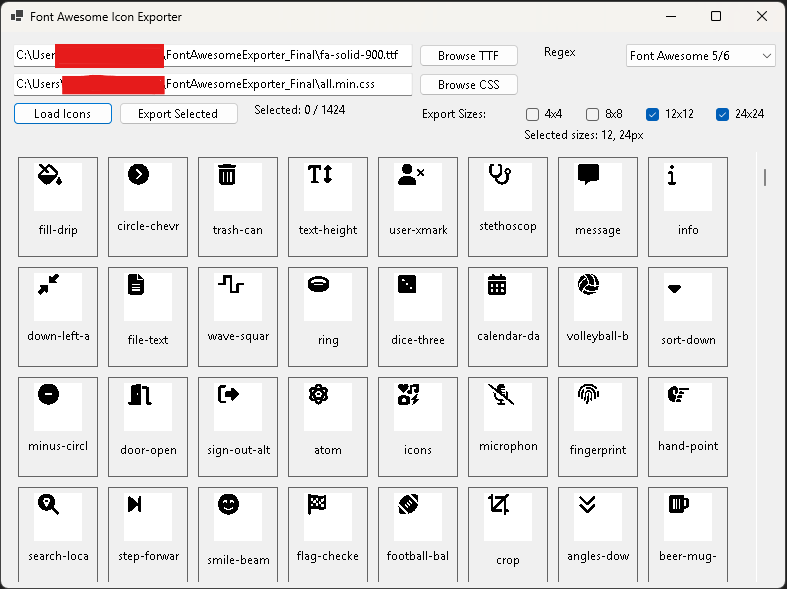 Font Awesome Icon Exporter
C:\User \FontAwesomeExporter_Final\fa-solid-900.ttf Browse TTF Regex Font Awesome 5/6
C:\Users\ \FontAwesomeExporter_Final\all.min.css Browse CSS
Load Icons Export Selected Selected: 0 / 1424 Export Sizes: 4x4 8x8 12x12 24x24
Selected sizes: 12, 24px
fill-drip circle-chevr trash-can text-height user-xmark stethoscop message info
down-left-a file-text wave-squar ring dice-three calendar-da volleyball-b sort-down
minus-circl door-open sign-out-alt atom icons microphon fingerprint hand-point
search-loca step-forwar smile-beam flag-checke football-bal crop angles-dow beer-mug-